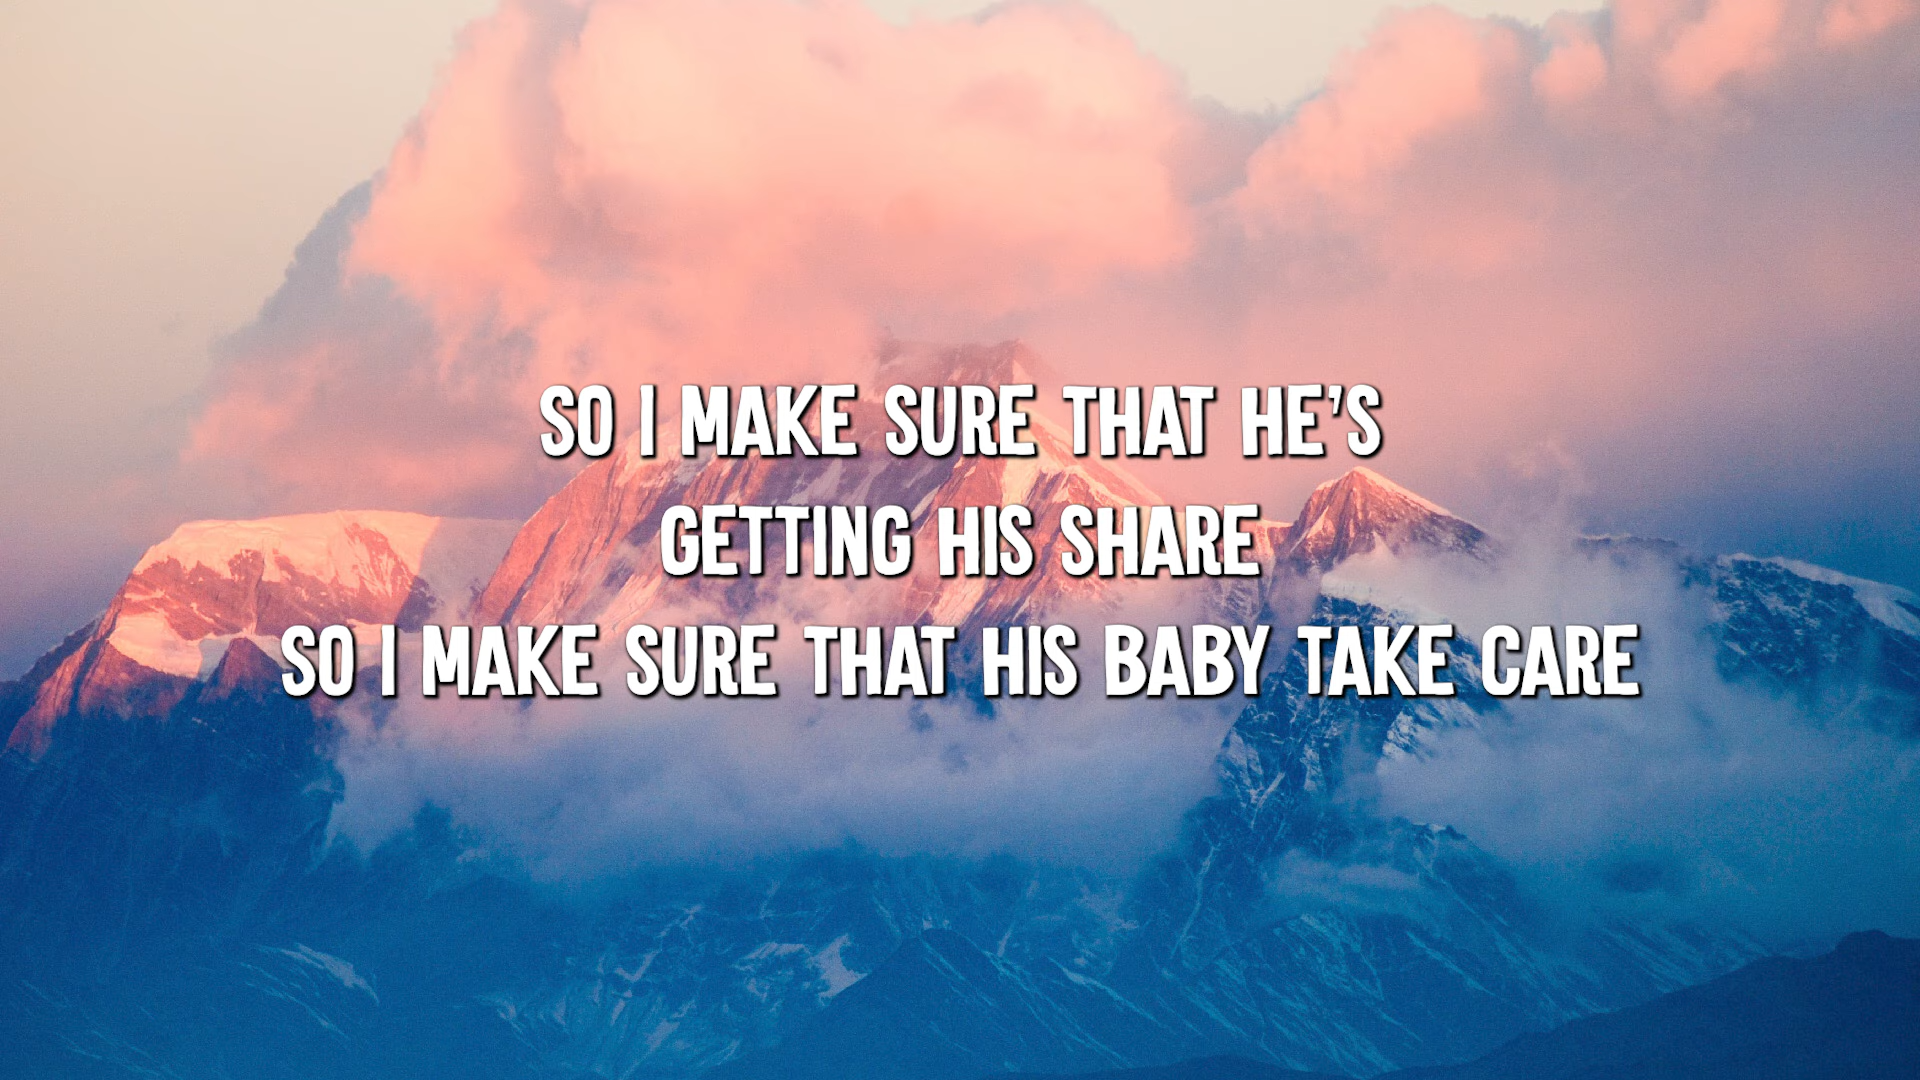 SO I MAKE SURE THAT HE'S
GETTING HIS SHARE
SO I MAKE SURE THAT HIS BABY TAKE CARE